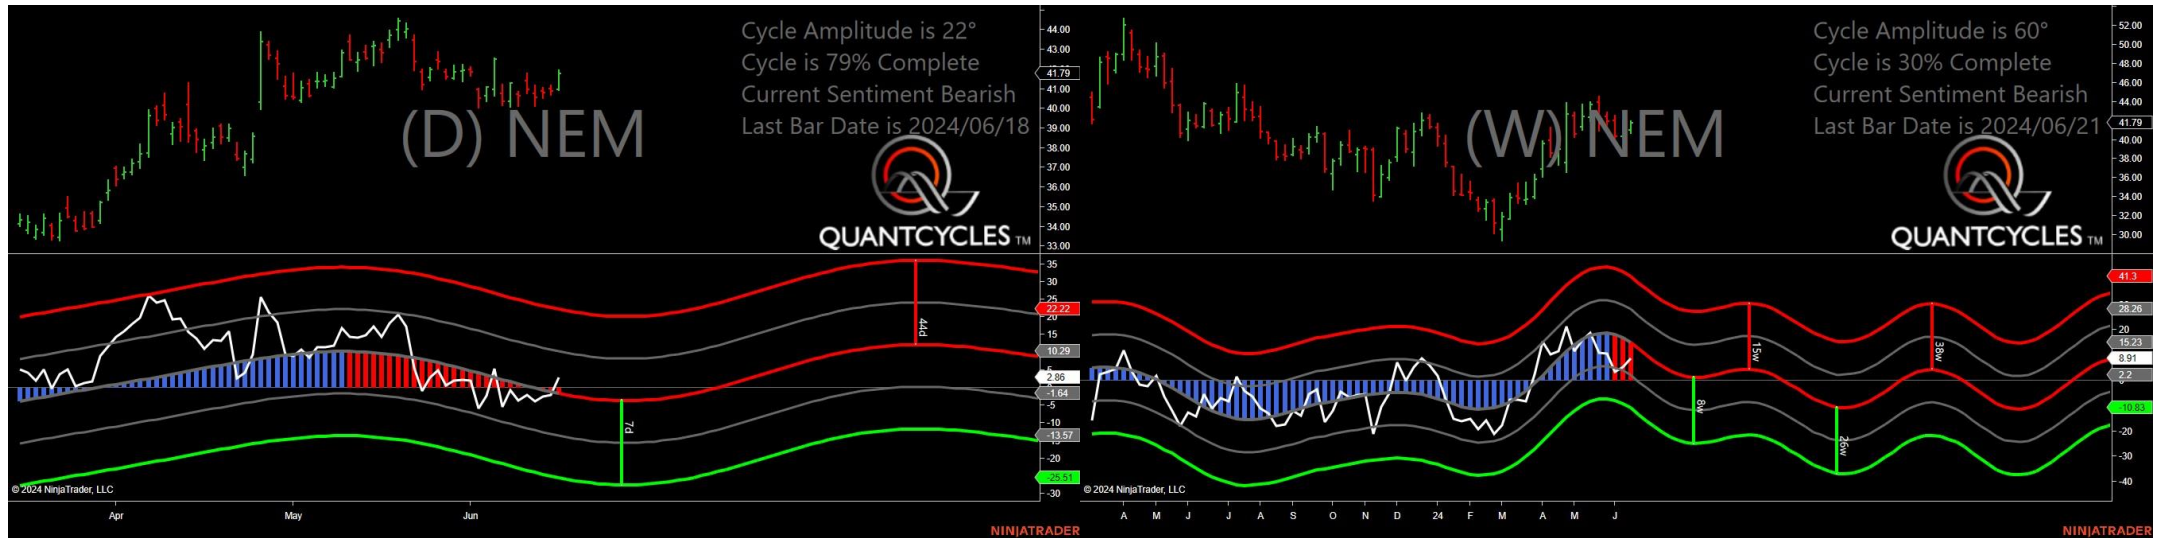 Cycle Amplitude is 22°
Cycle is 79% Complete
Current Sentiment Bearish
Last Bar Date is 2024/06/18
(D) NEM
QUANTCYCLES TM
44.00
43.00
41.79
41.00
40.00
39.00
38.00
37.00
36.00
35.00
34.00
33.00
35
30
25
22.22
20
15
10.29
5
2.86
-1.64
-5
-10
-13.57
-20
-25.51
-30
44d
7d
© 2024 NinjaTrader, LLC
Apr May Jun
NINJATRADER
Cycle Amplitude is 60°
Cycle is 30% Complete
Current Sentiment Bearish
Last Bar Date is 2024/06/21
(W) NEM
QUANTCYCLES TM
52.00
50.00
48.00
46.00
44.00
41.79
40.00
38.00
36.00
34.00
32.00
30.00
41.3
28.26
20
15.23
8.91
2.2
-10.83
-20
-30
-40
15w
38w
8w
26w
© 2024 NinjaTrader, LLC
A M J J A S O N D 24 F M A M J
NINJATRADER